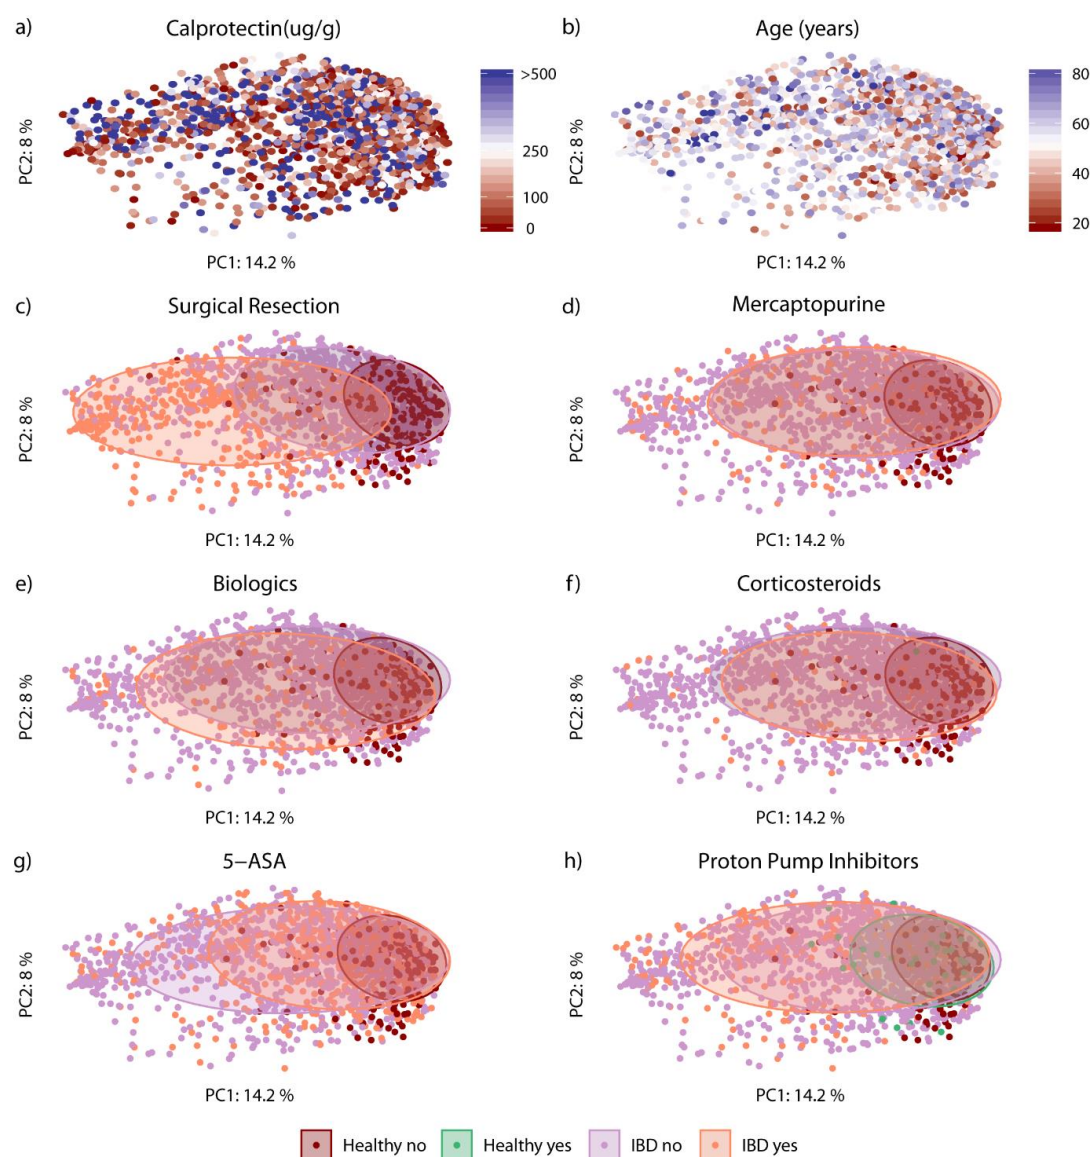 a) Calprotectin(ug/g)
b) Age (years)
PC2: 8 %
>500
250
100
0
PC2: 8 %
80
60
40
20
PC1: 14.2 %
PC1: 14.2 %
c) Surgical Resection
d) Mercaptopurine
PC2: 8 %
PC2: 8 %
PC1: 14.2 %
PC1: 14.2 %
e) Biologics
f) Corticosteroids
PC2: 8 %
PC2: 8 %
PC1: 14.2 %
PC1: 14.2 %
g) 5−ASA
h) Proton Pump Inhibitors
PC2: 8 %
PC2: 8 %
PC1: 14.2 %
PC1: 14.2 %
Healthy no Healthy yes IBD no IBD yes